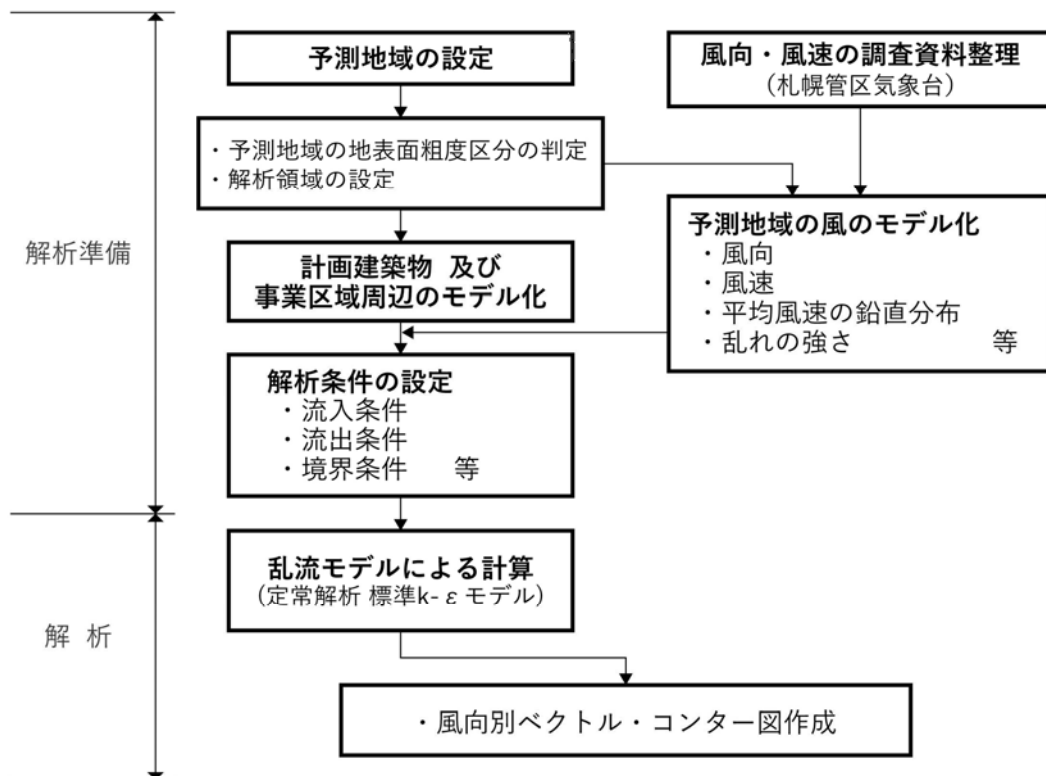 予測地域の設定
風向・風速の調査資料整理
(札幌管区気象台)
・予測地域の地表面粗度区分の判定
・解析領域の設定
解析準備
予測地域の風のモデル化
・風向
・風速
・平均風速の鉛直分布
・乱れの強さ 等
計画建築物 及び
事業区域周辺のモデル化
解析条件の設定
・流入条件
・流出条件
・境界条件 等
乱流モデルによる計算
(定常解析 標準k-εモデル)
解 析
・風向別ベクトル・コンター図作成